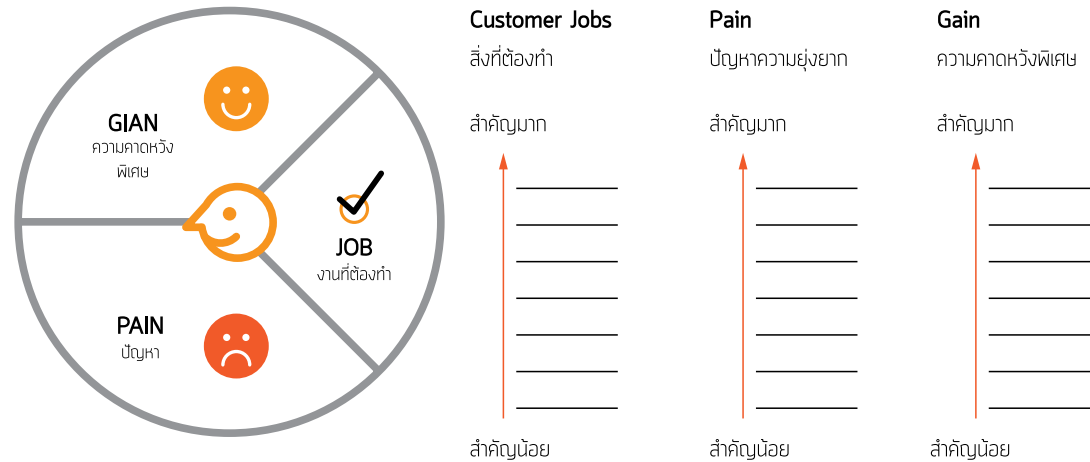 GIAN
ความคาดหวัง
พิเศษ
JOB
งานที่ต้องทำ
PAIN
ปัญหา
Customer Jobs
สิ่งที่ต้องทำ
สำคัญมาก
สำคัญน้อย
Pain
ปัญหาความยุ่งยาก
สำคัญมาก
สำคัญน้อย
Gain
ความคาดหวังพิเศษ
สำคัญมาก
สำคัญน้อย